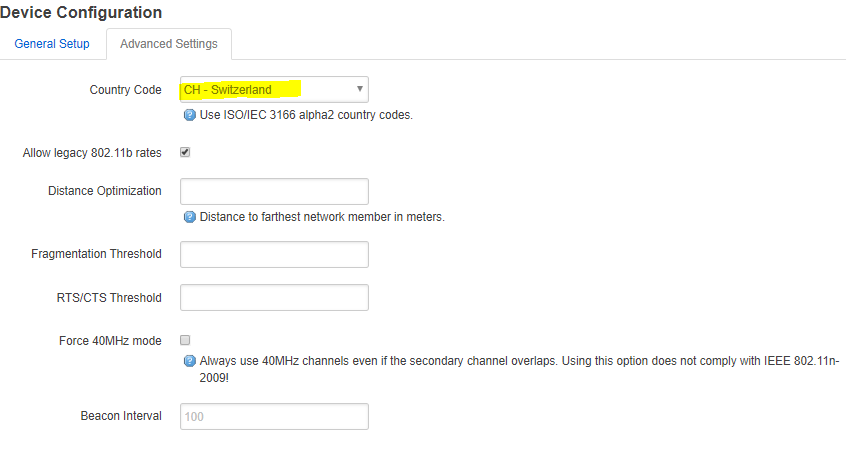 Device Configuration
General Setup Advanced Settings
Country Code CH - Switzerland
Use ISO/IEC 3166 alpha2 country codes.
Allow legacy 802.11b rates
Distance Optimization
Distance to farthest network member in meters.
Fragmentation Threshold
RTS/CTS Threshold
Force 40MHz mode
Always use 40MHz channels even if the secondary channel overlaps. Using this option does not comply with IEEE 802.11n-
2009!
Beacon Interval 100